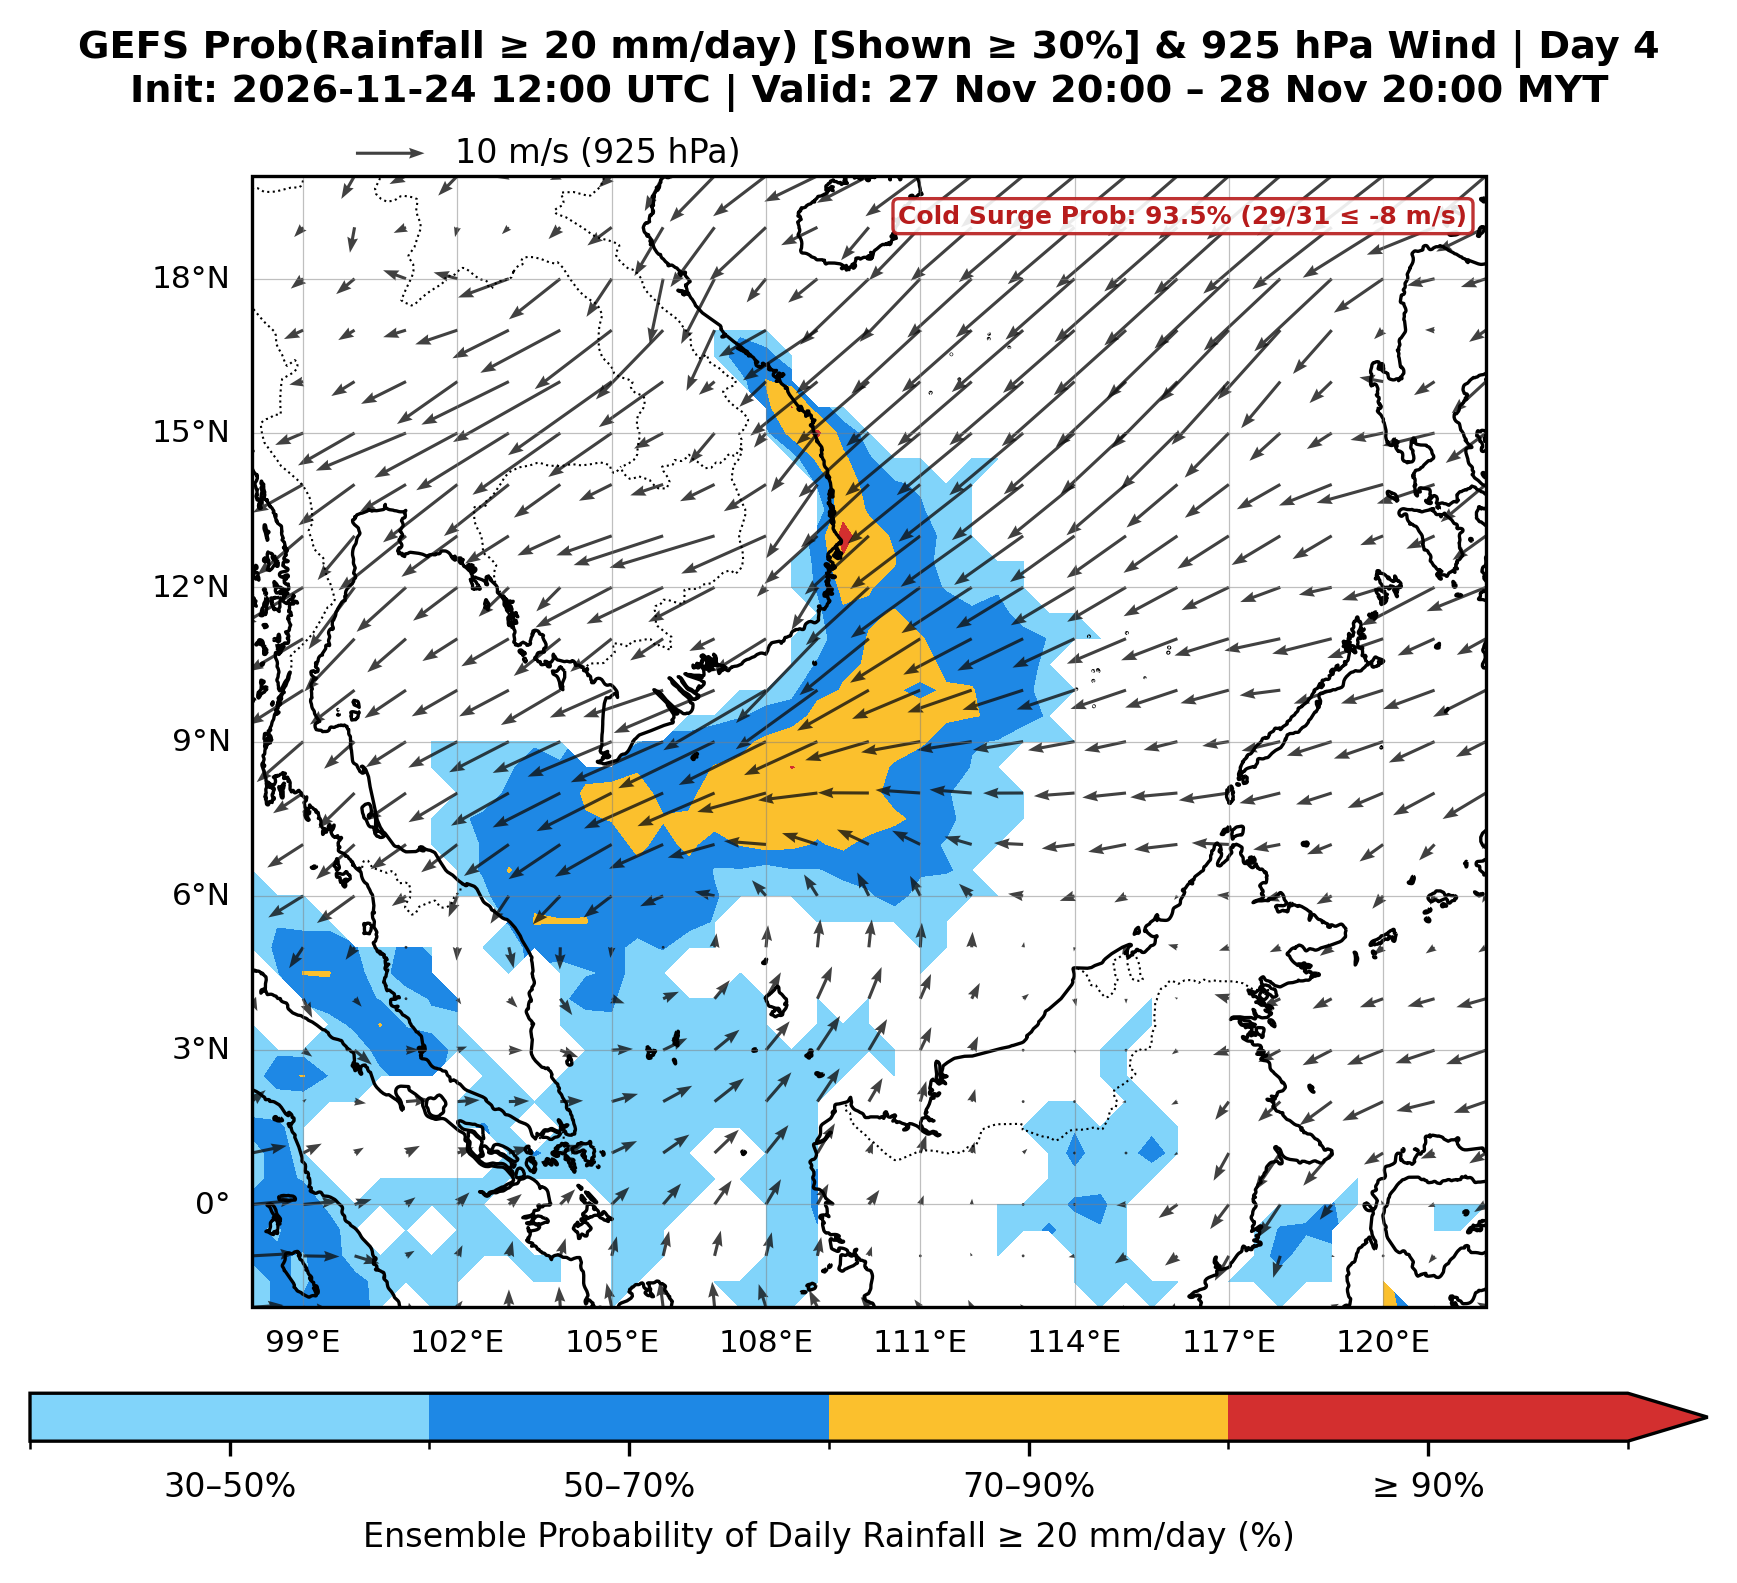 GEFS Prob(Rainfall ≥ 20 mm/day) [Shown ≥ 30%] & 925 hPa Wind | Day 4
Init: 2026-11-24 12:00 UTC | Valid: 27 Nov 20:00 – 28 Nov 20:00 MYT
10 m/s (925 hPa)
Cold Surge Prob: 93.5% (29/31 ≤ -8 m/s)
18°N
15°N
12°N
9°N
6°N
3°N
0°
99°E 102°E 105°E 108°E 111°E 114°E 117°E 120°E
30–50% 50–70% 70–90% ≥ 90%
Ensemble Probability of Daily Rainfall ≥ 20 mm/day (%)